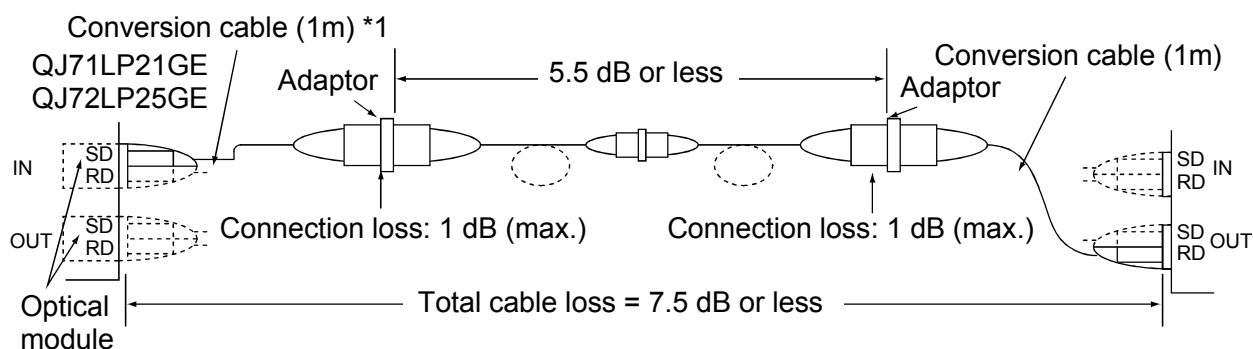 Conversion cable (1m) *1
QJ71LP21GE
QJ72LP25GE
Adaptor
5.5 dB or less
Conversion cable (1m)
Adaptor
IN
SD
RD
SD
RD
IN
Connection loss: 1 dB (max.)
Connection loss: 1 dB (max.)
OUT
SD
RD
SD
RD
OUT
Optical
module
Total cable loss = 7.5 dB or less